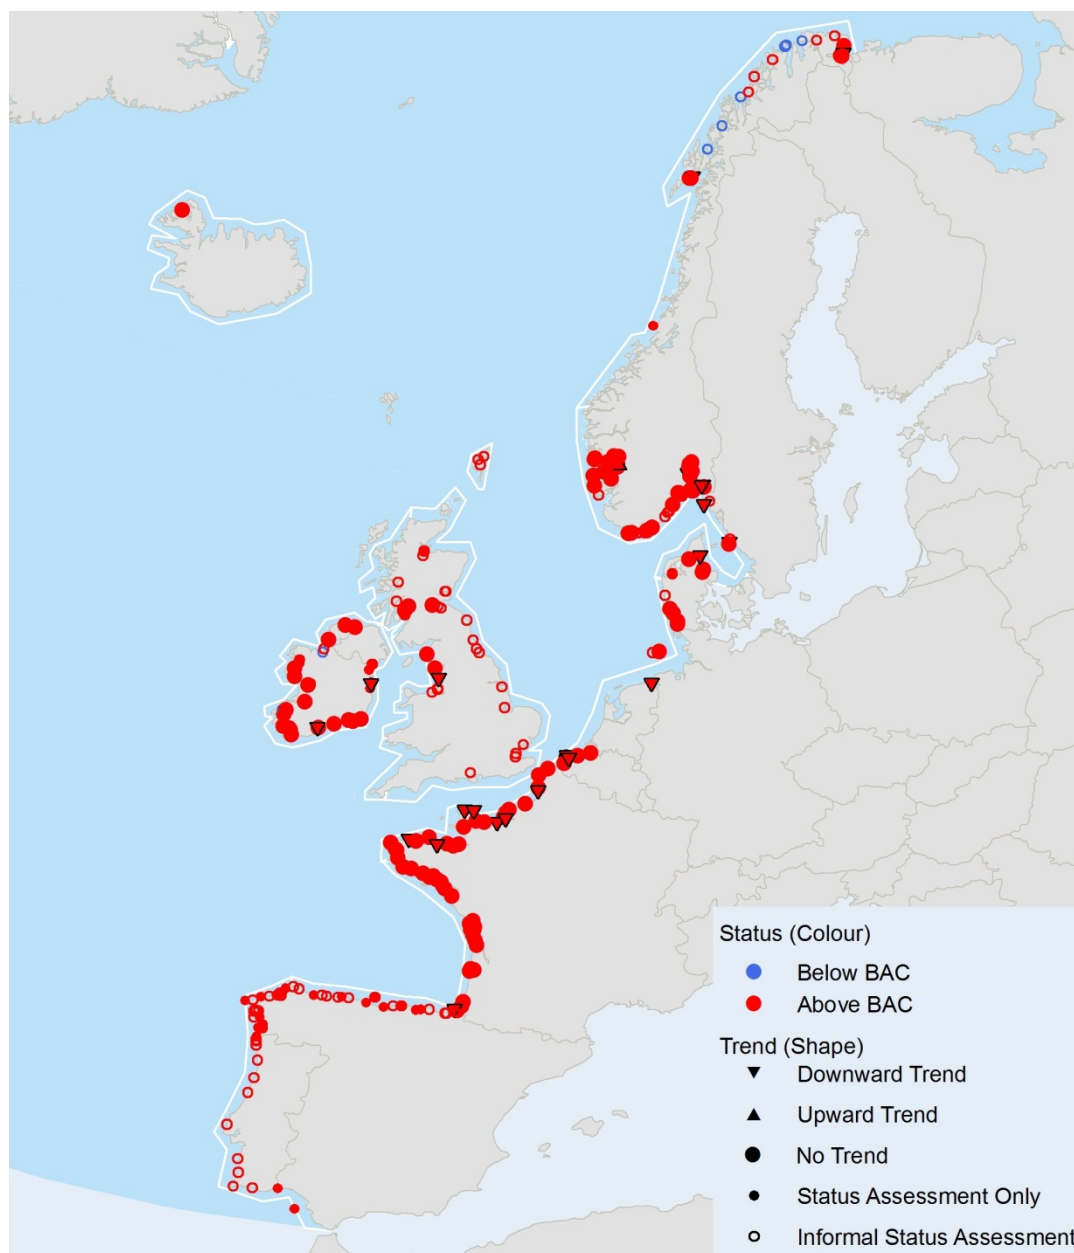 Status (Colour)
Below BAC
Above BAC
Trend (Shape)
Downward Trend
Upward Trend
No Trend
Status Assessment Only
Informal Status Assessment